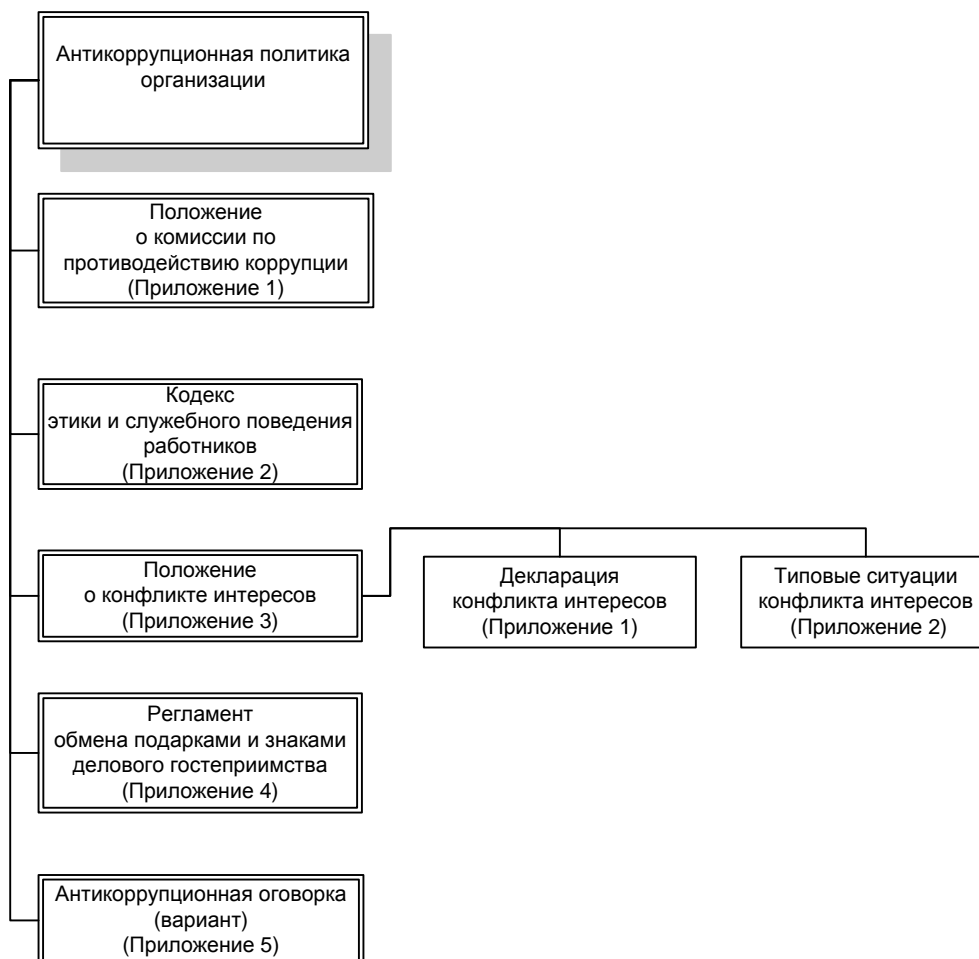 Антикоррупционная политика
организации
Положение
о комиссии по
противодействию коррупции
(Приложение 1)
Кодекс
этики и служебного поведения
работников
(Приложение 2)
Положение
о конфликте интересов
(Приложение 3)
Декларация
конфликта интересов
(Приложение 1)
Типовые ситуации
конфликта интересов
(Приложение 2)
Регламент
обмена подарками и знаками
делового гостеприимства
(Приложение 4)
Антикоррупционная оговорка
(вариант)
(Приложение 5)